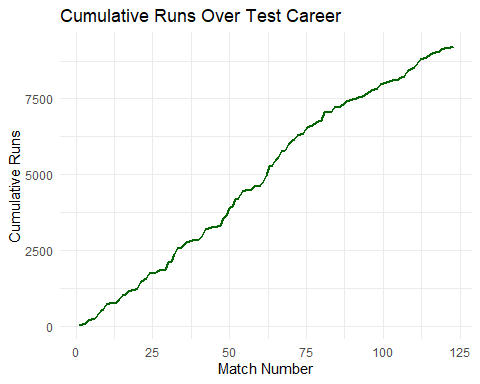 Cumulative Runs Over Test Career
Cumulative Runs
7500
5000
2500
0
0 25 50 75 100 125
Match Number